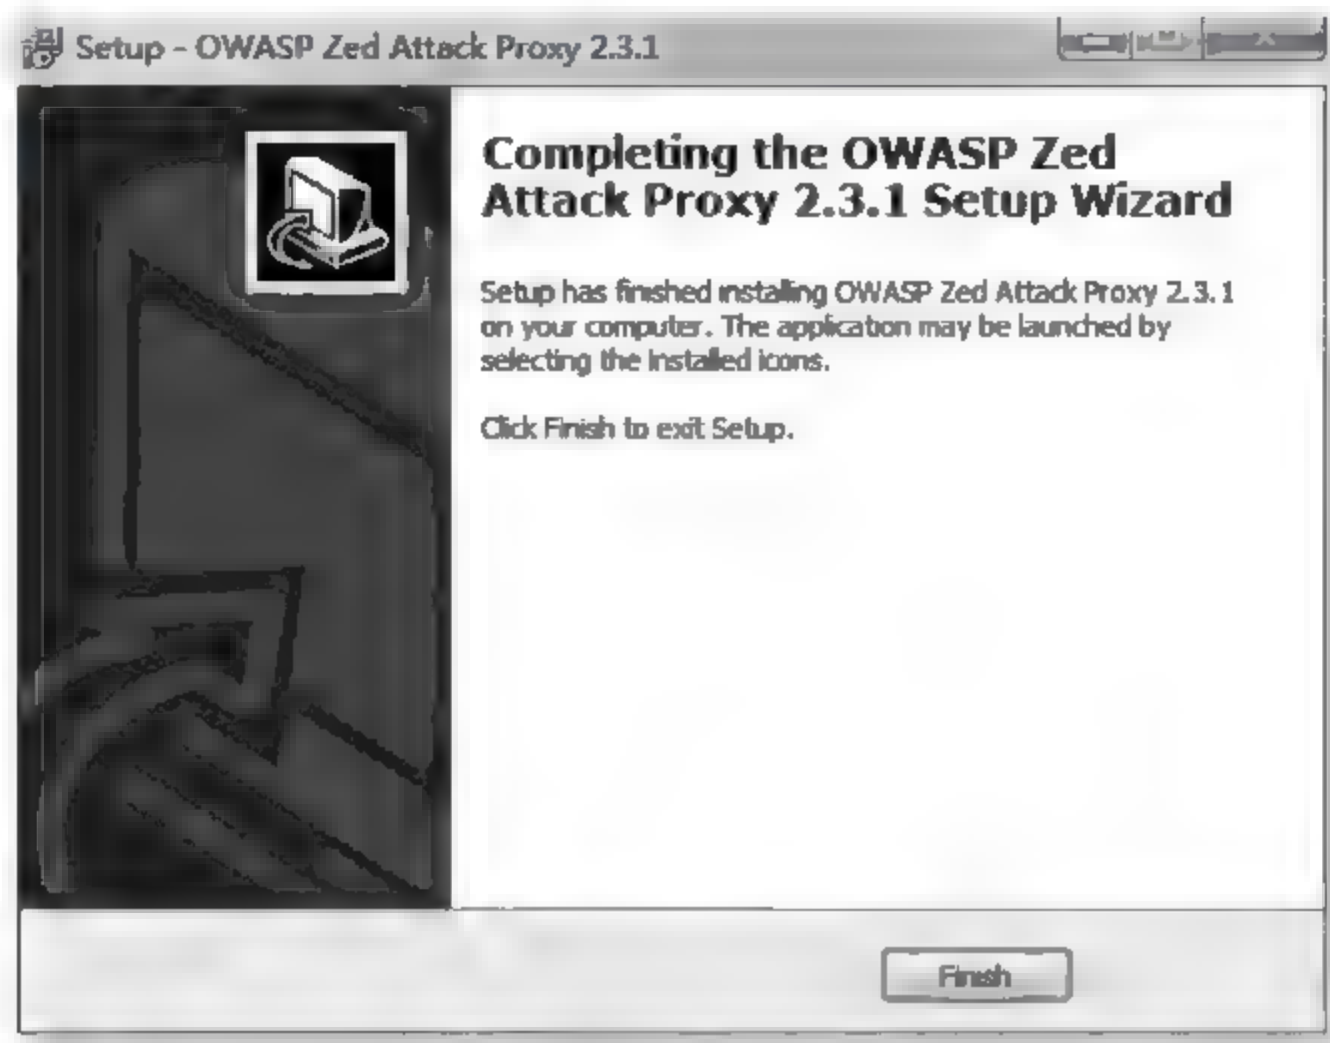 Setup - OWASP Zed Attack Proxy 2.3.1
Completing the OWASP Zed
Attack Proxy 2.3.1 Setup Wizard
Setup has finished installing OWASP Zed Attack Proxy 2.3.1
on your computer. The application may be launched by
selecting the installed icons.
Click Finish to exit Setup.
Finish